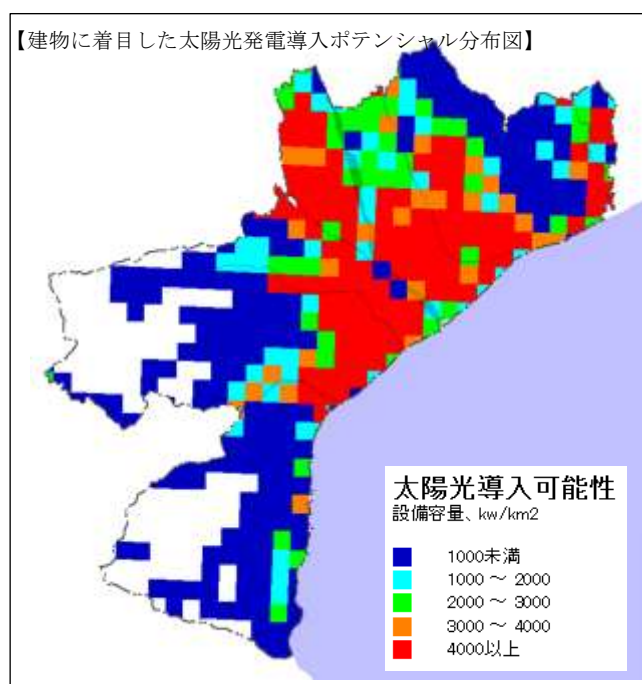 【建物に着目した太陽光発電導入ポテンシャル分布図】
太陽光導入可能性
設備容量、kw/km2
1000未満
1000 ～ 2000
2000 ～ 3000
3000 ～ 4000
4000以上